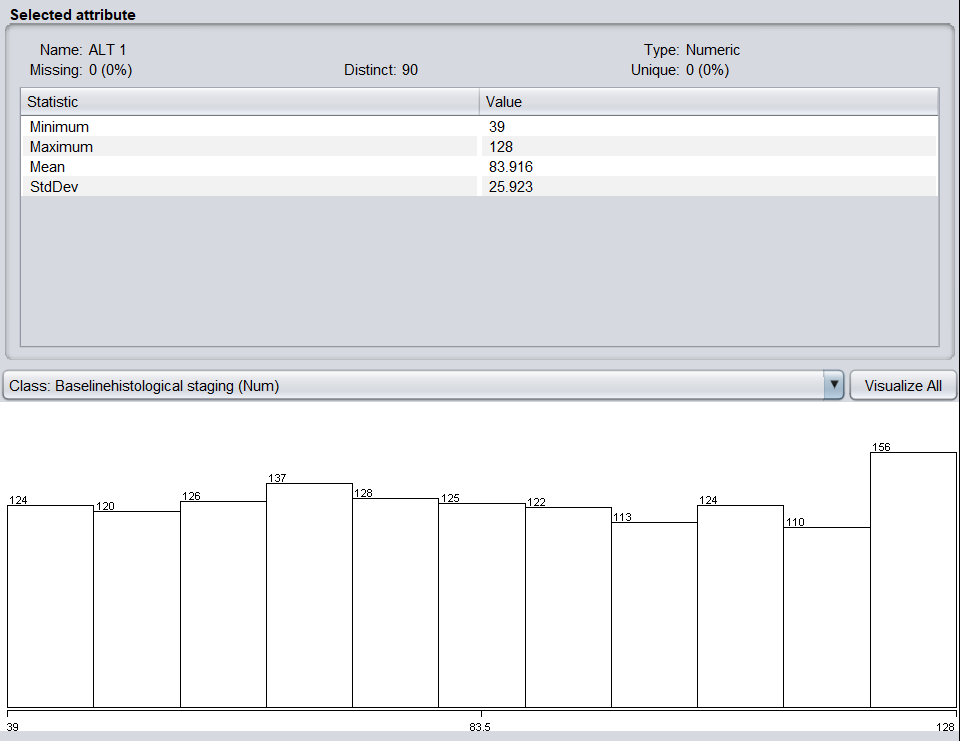 Selected attribute
Name: ALT 1 Type: Numeric
Missing: 0 (0%) Distinct: 90 Unique: 0 (0%)
Statistic Value
Minimum 39
Maximum 128
Mean 83.916
StdDev 25.923
Class: Baselinehistological staging (Num) Visualize All
124 120 126 137 128 125 122 113 124 110 156
39 83.5 128